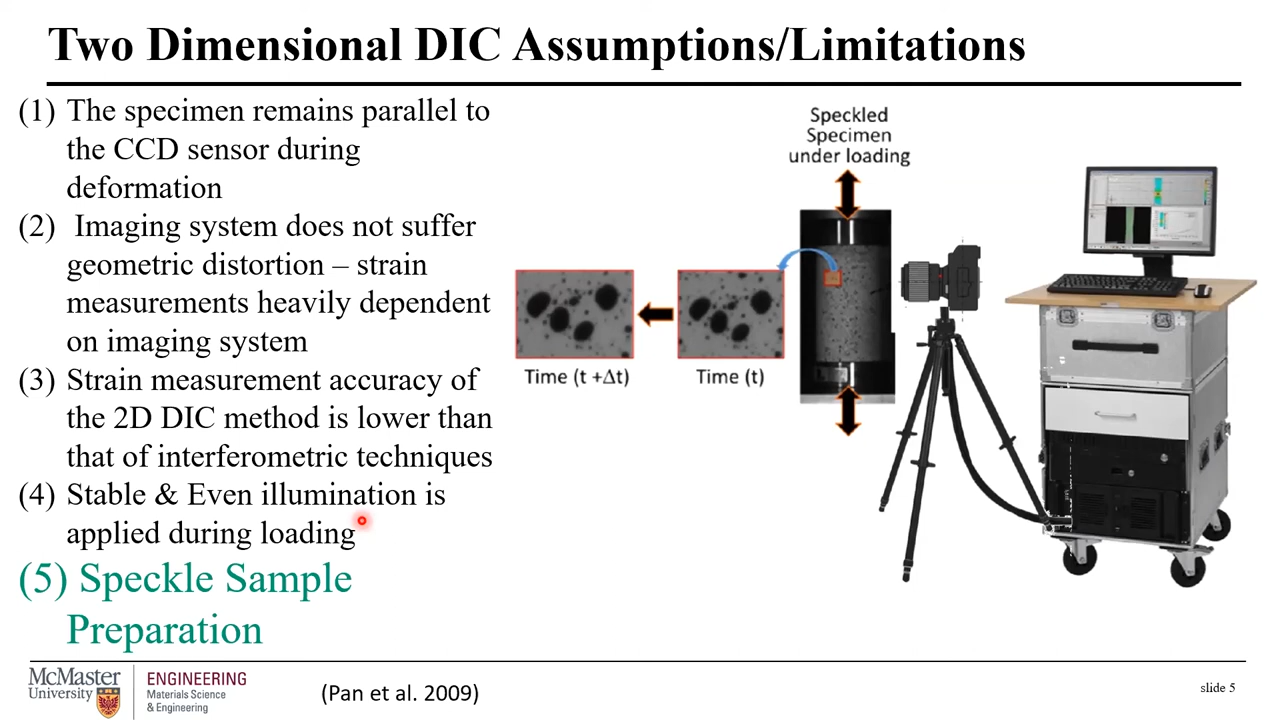 Two Dimensional DIC Assumptions/Limitations
(1) The specimen remains parallel to
the CCD sensor during
deformation
(2) Imaging system does not suffer
geometric distortion – strain
measurements heavily dependent
on imaging system
(3) Strain measurement accuracy of
the 2D DIC method is lower than
that of interferometric techniques
(4) Stable & Even illumination is
applied during loading
(5) Speckle Sample
Preparation
Speckled
Specimen
under loading
Time (t +Δt)
Time (t)
McMaster
University
ENGINEERING
Materials Science
& Engineering
(Pan et al. 2009)
slide 5